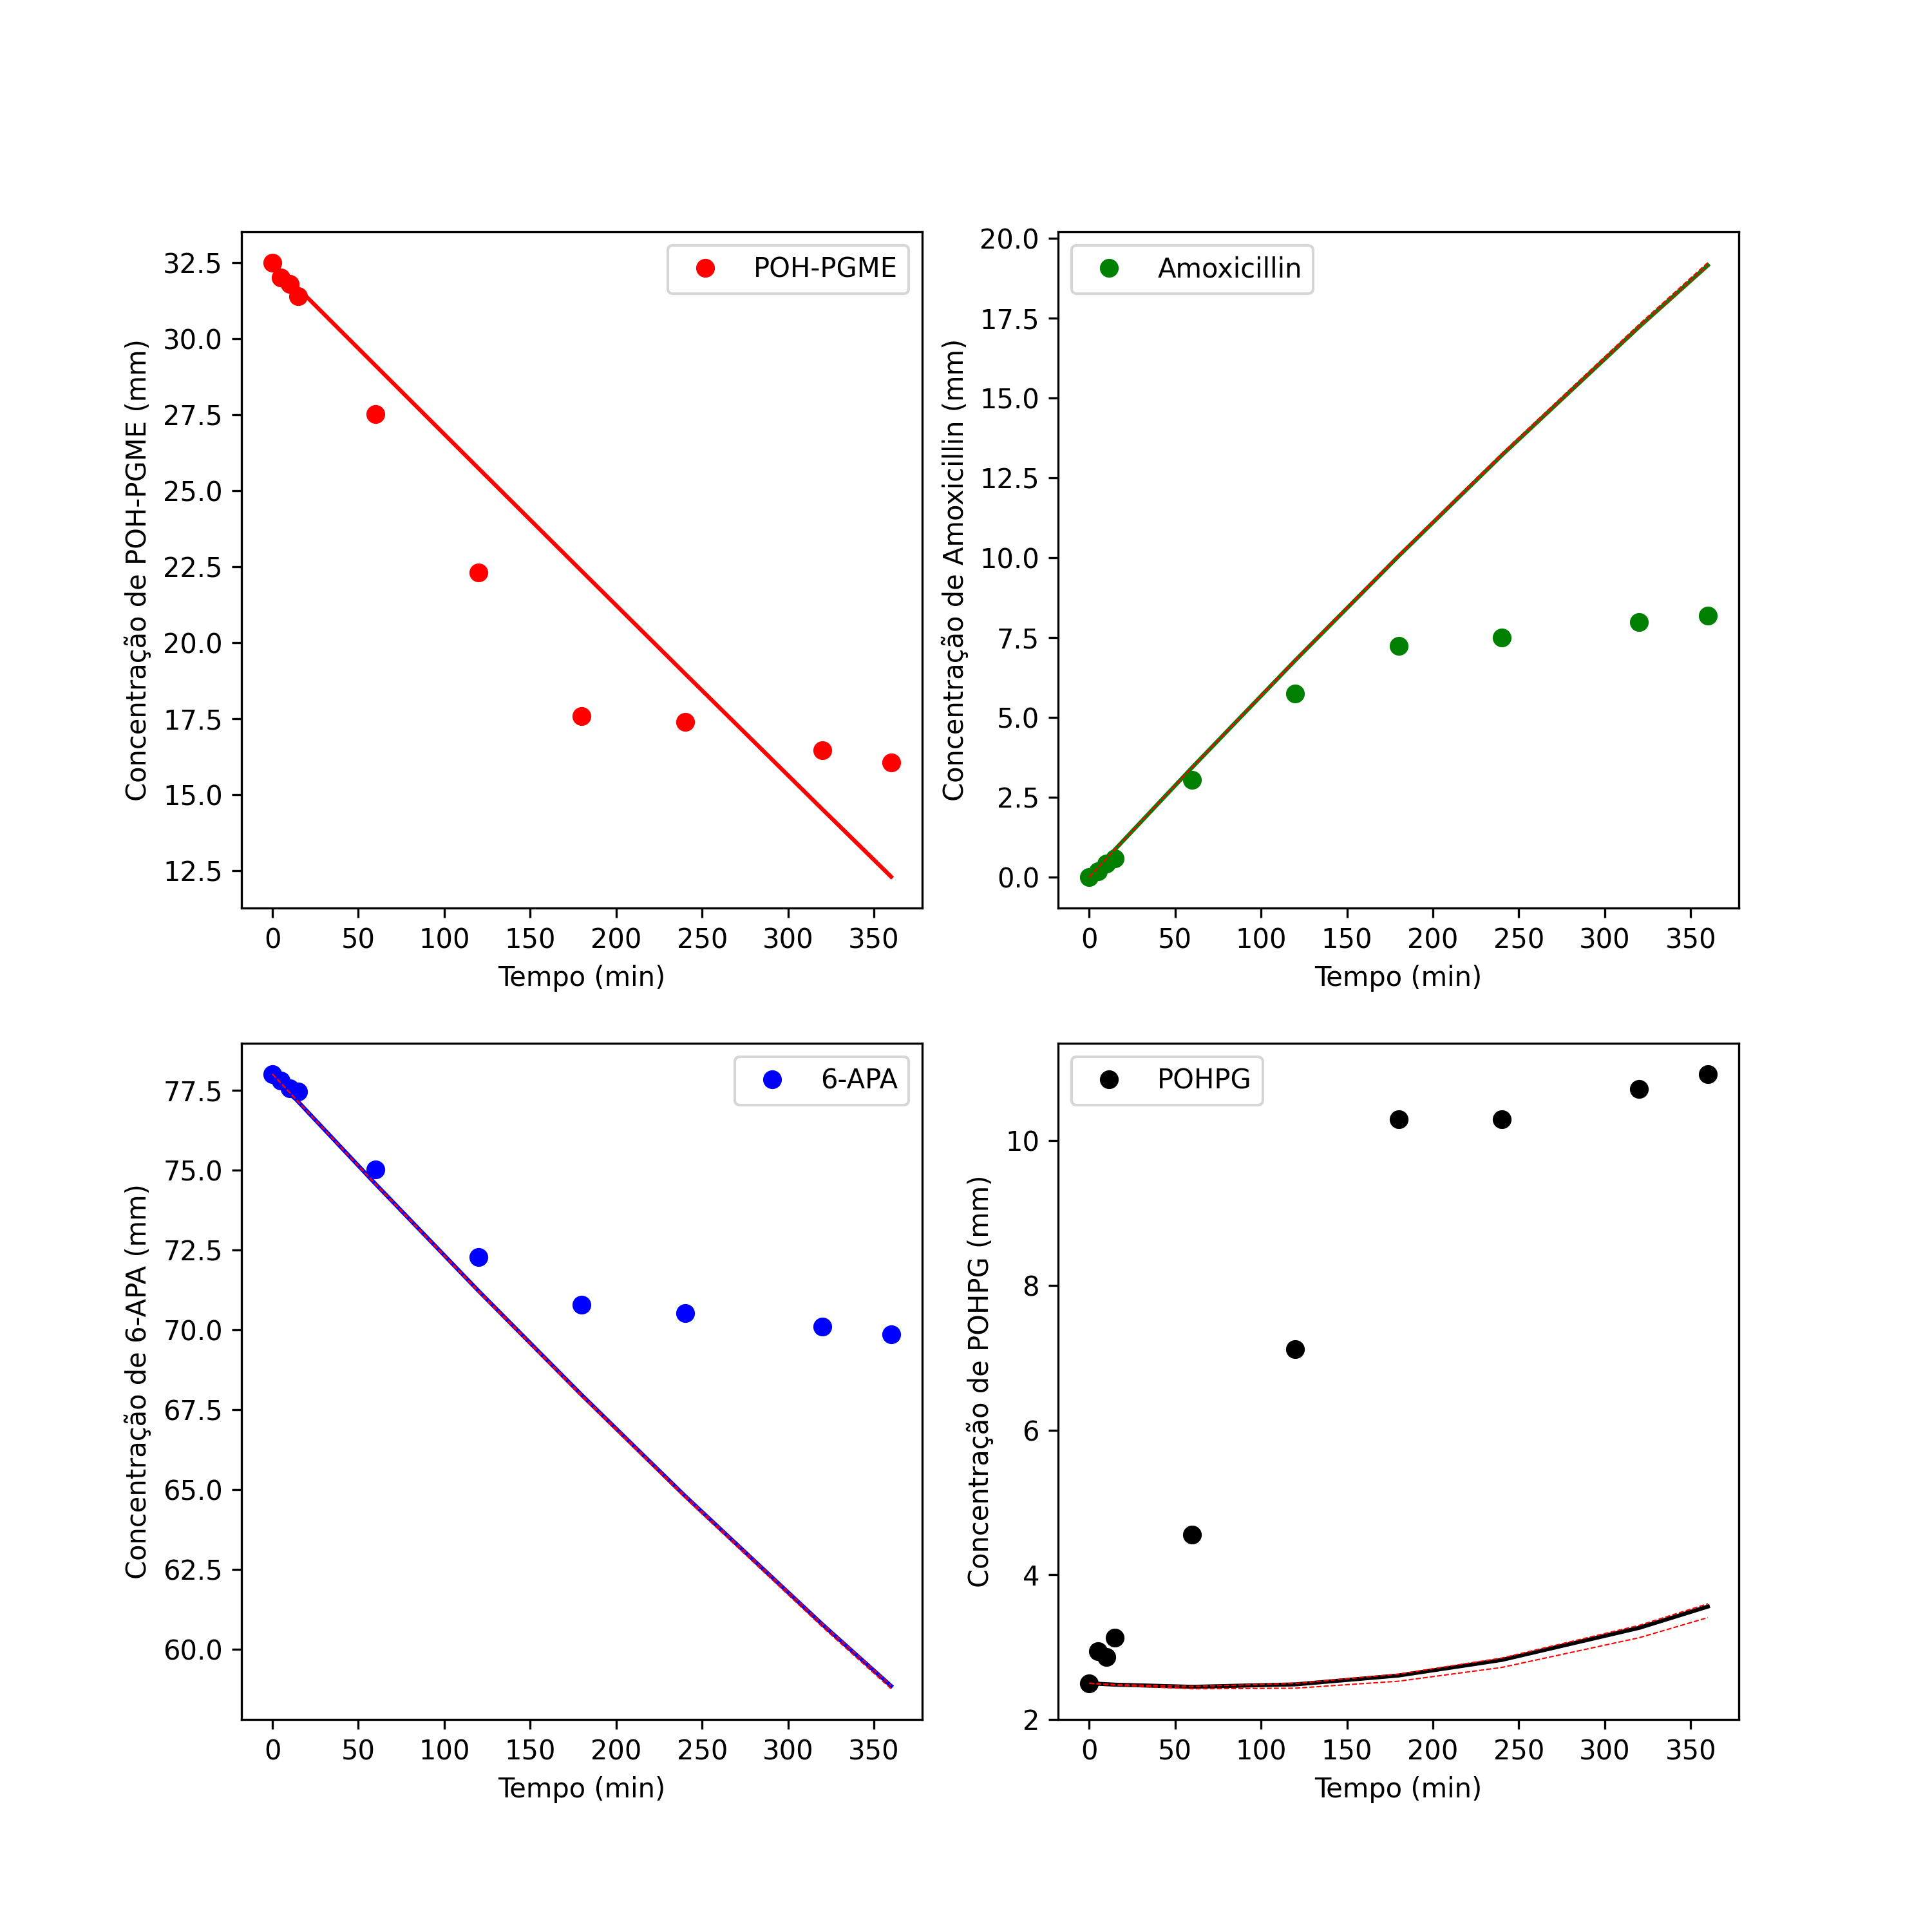 POH-PGME
32.5
30.0
27.5
25.0
22.5
20.0
17.5
15.0
12.5
Concentração de POH-PGME (mm)
0 50 100 150 200 250 300 350
Tempo (min)
Amoxicillin
20.0
17.5
15.0
12.5
10.0
7.5
5.0
2.5
0.0
Concentração de Amoxicillin (mm)
0 50 100 150 200 250 300 350
Tempo (min)
6-APA
77.5
75.0
72.5
70.0
67.5
65.0
62.5
60.0
Concentração de 6-APA (mm)
0 50 100 150 200 250 300 350
Tempo (min)
POHPG
10
8
6
4
2
Concentração de POHPG (mm)
0 50 100 150 200 250 300 350
Tempo (min)